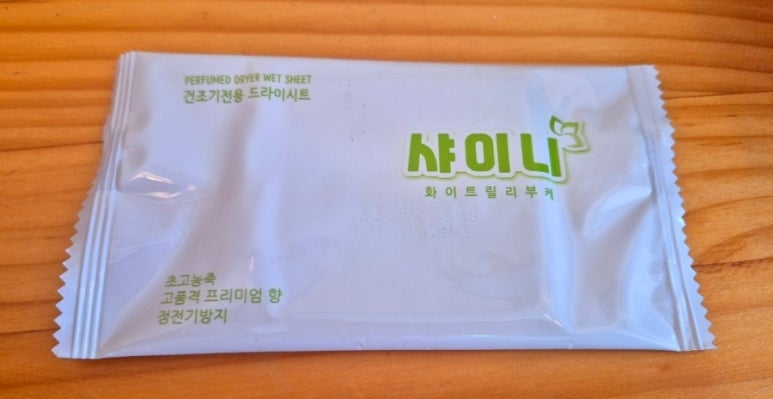 PERFUMED DRYER WET SHEET
건조기전용 드라이시트
샤이니
화이트릴리부케
초고농축
고품격 프리미엄 향
정전기방지